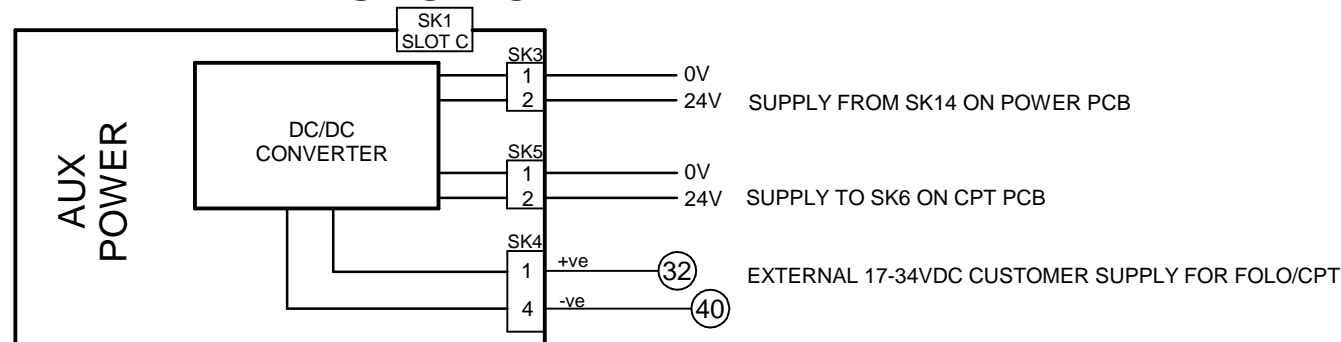 SK1
SLOT C
AUX
POWER
DC/DC
CONVERTER
SK3
1
0V
2
24V
SUPPLY FROM SK14 ON POWER PCB
SK5
1
0V
2
24V
SUPPLY TO SK6 ON CPT PCB
SK4
1
+ve
32
EXTERNAL 17-34VDC CUSTOMER SUPPLY FOR FOLO/CPT
4
-ve
40